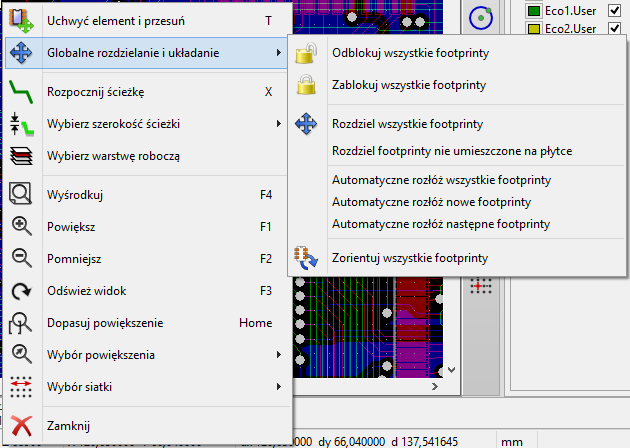 Uchwyć element i przesuń T
Globalne rozdzielanie i układanie
Rozpocznij ścieżkę X
Wybierz szerokość ścieżki
Wybierz warstwę roboczą
Wyśrodkuj F4
Powiększ F1
Pomniejsz F2
Odśwież widok F3
Dopasuj powiększenie Home
Wybór powiększenia
Wybór siatki
Zamknij
Odblokuj wszystkie footprinty
Zablokuj wszystkie footprinty
Rozdziel wszystkie footprinty
Rozdziel footprinty nie umieszczone na płytce
Automatyczne rozłóż wszystkie footprinty
Automatyczne rozłóż nowe footprinty
Automatyczne rozłóż następne footprinty
Zorientuj wszystkie footprinty
Eco1.User
Eco2.User
dy 66,040000 d 137,541645